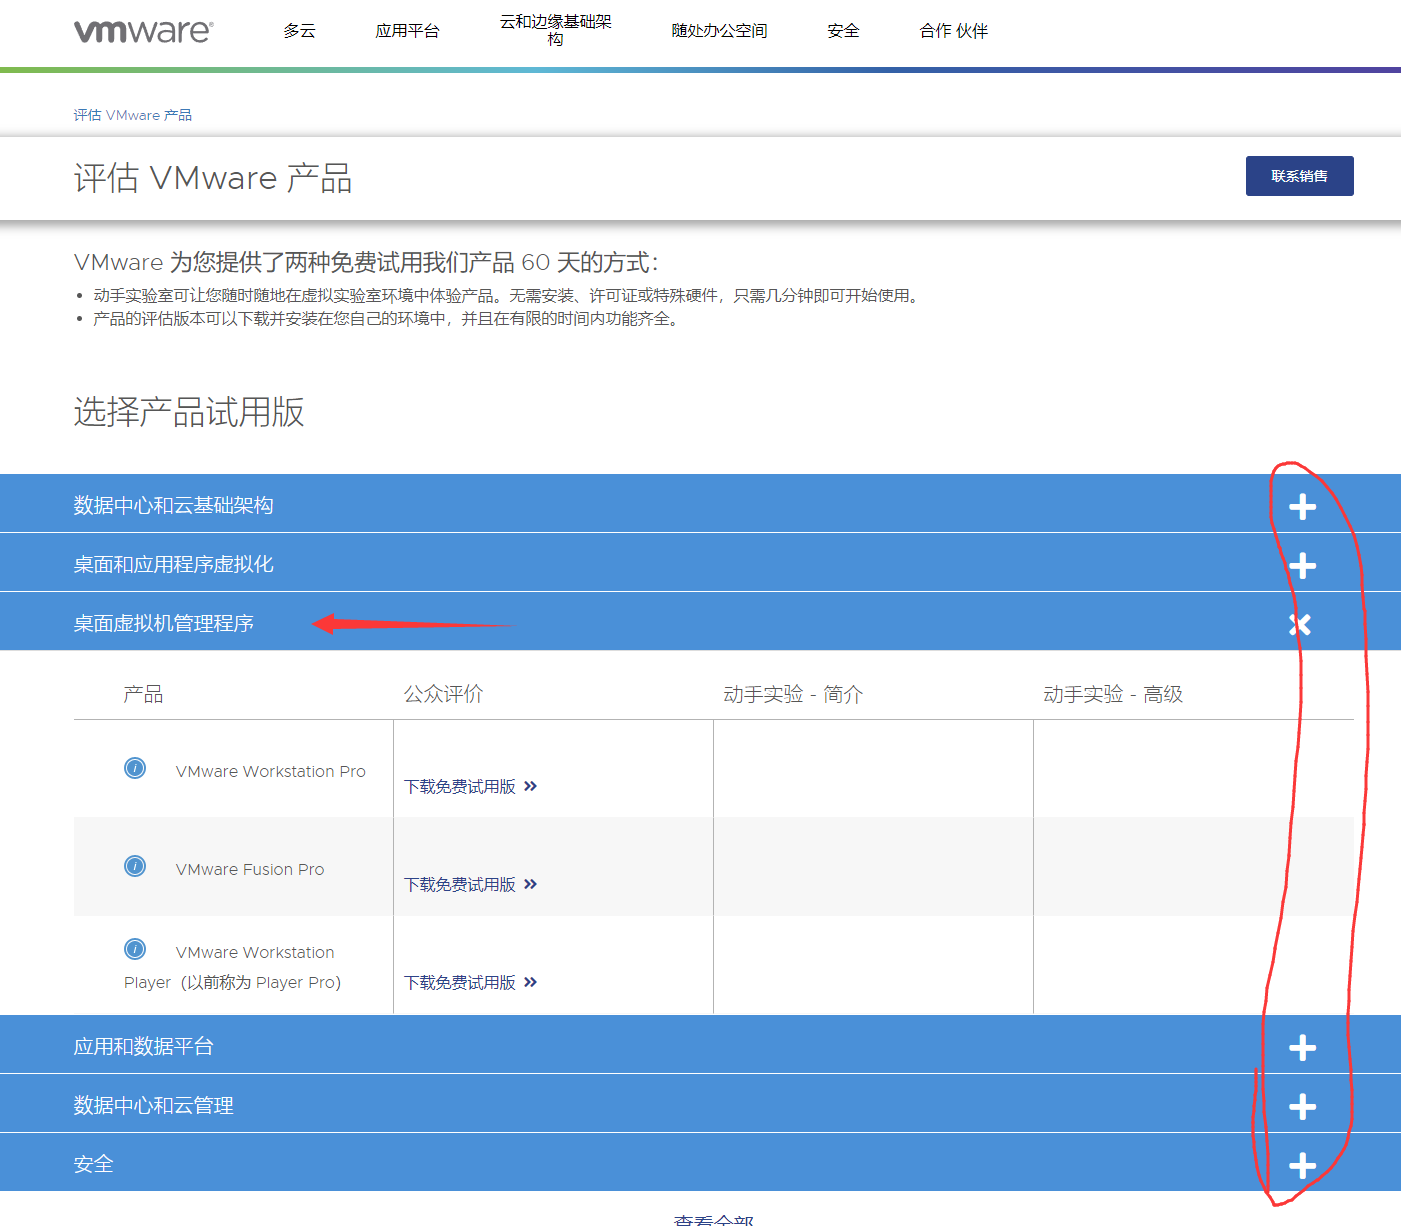 vmware®
多云
应用平台
云和边缘基础架
构
随处办公空间
安全
合作 伙伴
评估 VMware 产品
评估 VMware 产品
联系销售
VMware 为您提供了两种免费试用我们产品 60 天的方式：
• 动手实验室可让您随时随地在虚拟实验室环境中体验产品。无需安装、许可证或特殊硬件，只需几分钟即可开始使用。
• 产品的评估版本可以下载并安装在您自己的环境中，并且在有限的时间内功能齐全。
选择产品试用版
数据中心和云基础架构
桌面和应用程序虚拟化
桌面虚拟机管理程序
产品 公众评价 动手实验 - 简介 动手实验 - 高级
VMware Workstation Pro
下载免费试用版 »
VMware Fusion Pro
下载免费试用版 »
VMware Workstation
Player（以前称为 Player Pro）
下载免费试用版 »
应用和数据平台
数据中心和云管理
安全
查看全部